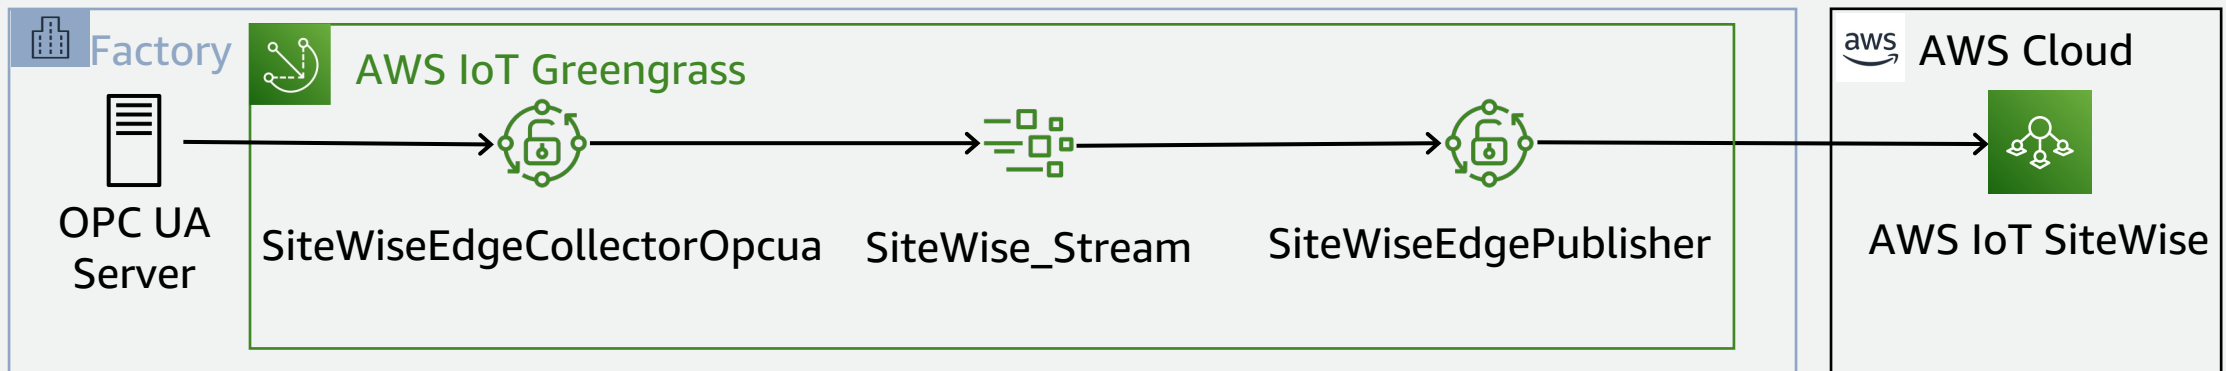 Factory
AWS IoT Greengrass
aws
AWS Cloud
OPC UA
Server
SiteWiseEdgeCollectorOpcua
SiteWise_Stream
SiteWiseEdgePublisher
AWS IoT SiteWise